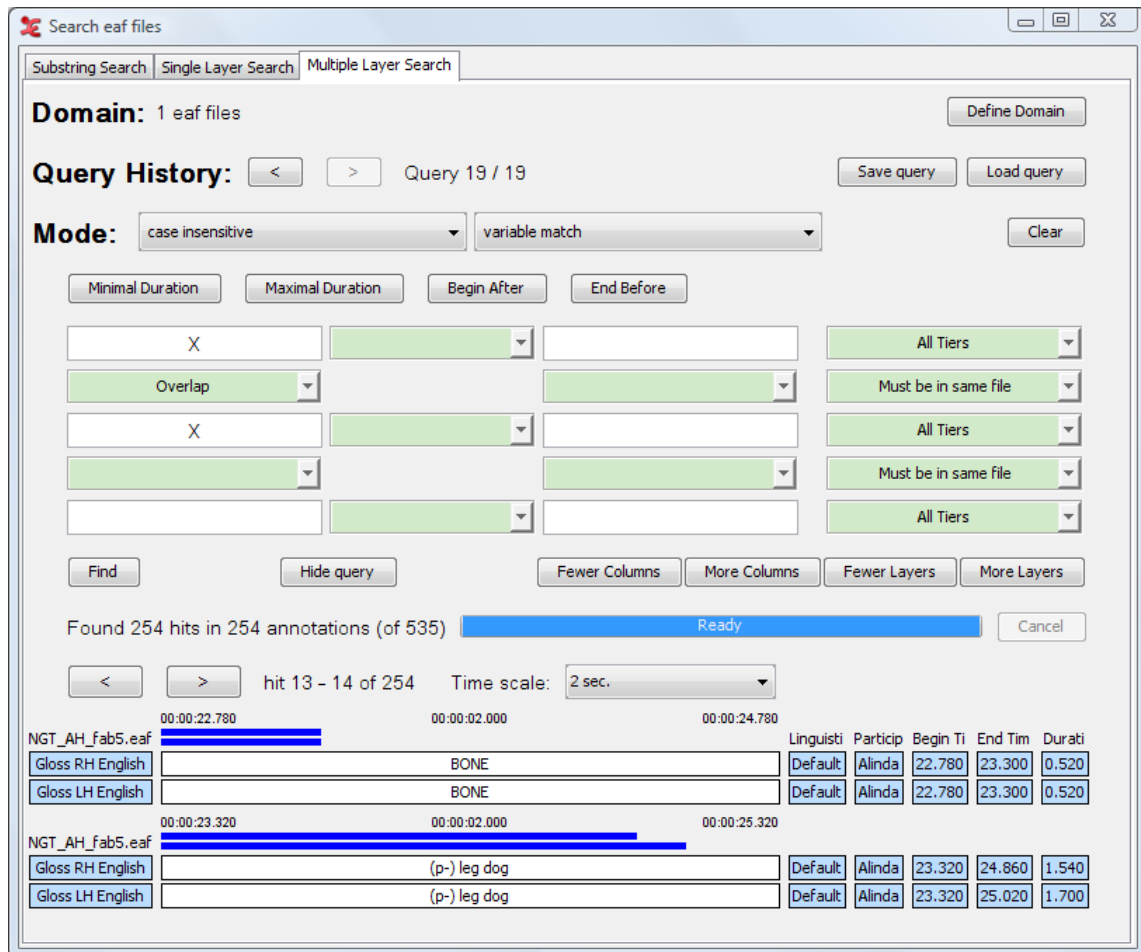 Search eaf files
Substring Search Single Layer Search Multiple Layer Search
Domain: 1 eaf files Define Domain
Query History: < > Query 19 / 19 Save query Load query
Mode: case insensitive variable match Clear
Minimal Duration Maximal Duration Begin After End Before
X All Tiers
Overlap Must be in same file
X All Tiers
Must be in same file
All Tiers
Find Hide query Fewer Columns More Columns Fewer Layers More Layers
Found 254 hits in 254 annotations (of 535) Ready Cancel
< > hit 13 - 14 of 254 Time scale: 2 sec.
00:00:22.780 00:00:02.000 00:00:24.780
NGT_AH_fab5.eaf Linguisti Particip Begin Ti End Tim Durati
Gloss RH English BONE Default Alinda 22.780 23.300 0.520
Gloss LH English BONE Default Alinda 22.780 23.300 0.520
00:00:23.320 00:00:02.000 00:00:25.320
NGT_AH_fab5.eaf
Gloss RH English (p-) leg dog Default Alinda 23.320 24.860 1.540
Gloss LH English (p-) leg dog Default Alinda 23.320 25.020 1.700